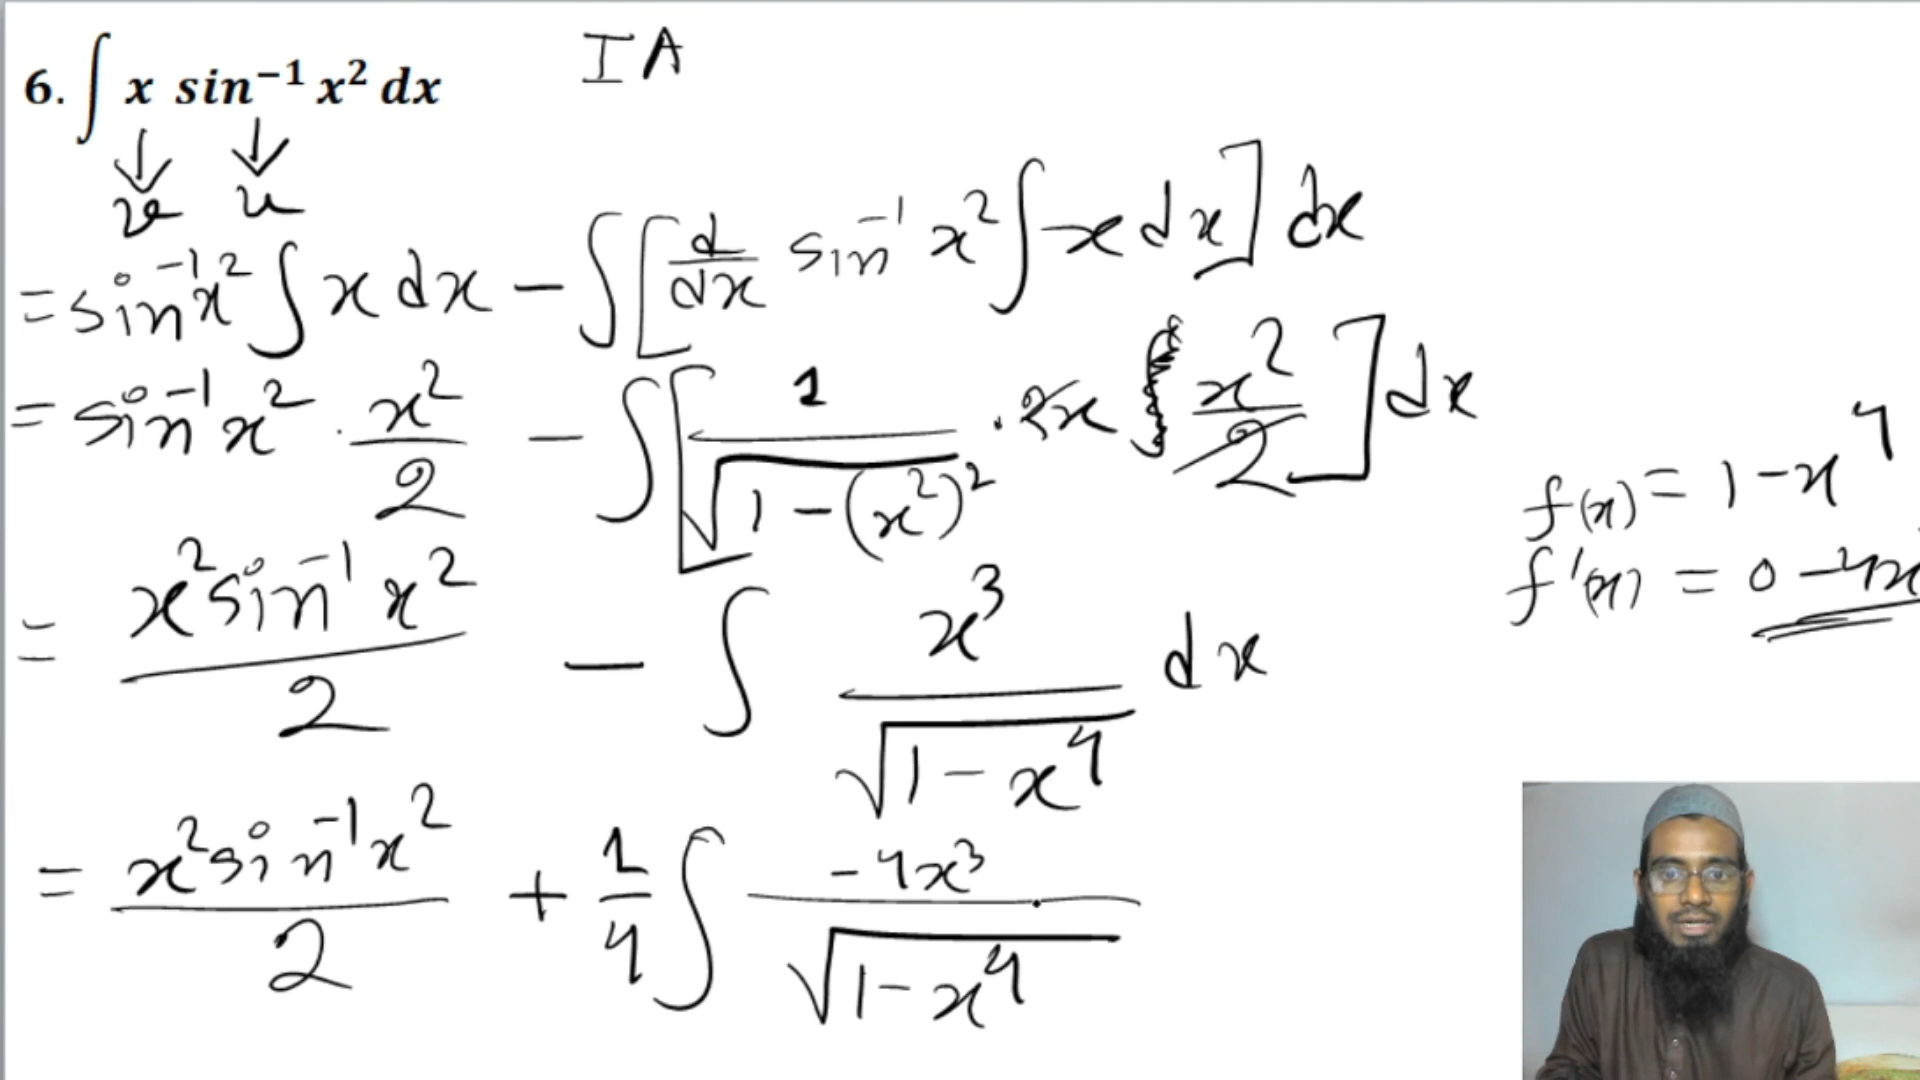 6. ∫ x sin⁻¹ x² dx
I A
v u
= sin⁻¹x² ∫ x dx − ∫ [ d/dx sin⁻¹ x² ∫ x dx ] dx
= sin⁻¹x² · x²/2 − ∫ [ 1/√(1−(x²)²) · 2x x²/2 ] dx
f(x) = 1−x⁴
f'(x) = 0−4x
= x² sin⁻¹ x²/2 − ∫ x³/√(1−x⁴) dx
= x² sin⁻¹ x²/2 + 1/4 ∫ −4x³/√(1−x⁴)